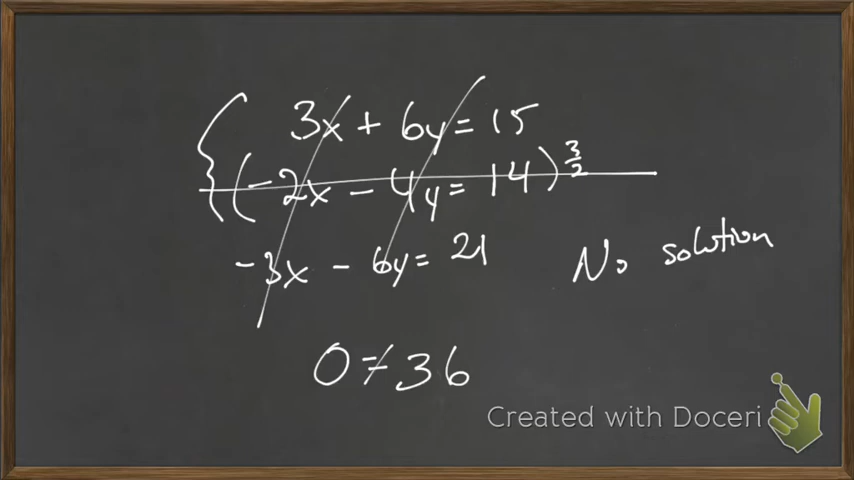 3x + 6y = 15
(-2x - 4y = 14) 3/2
-3x - 6y = 21
No solution
0 ≠ 36
Created with Doceri